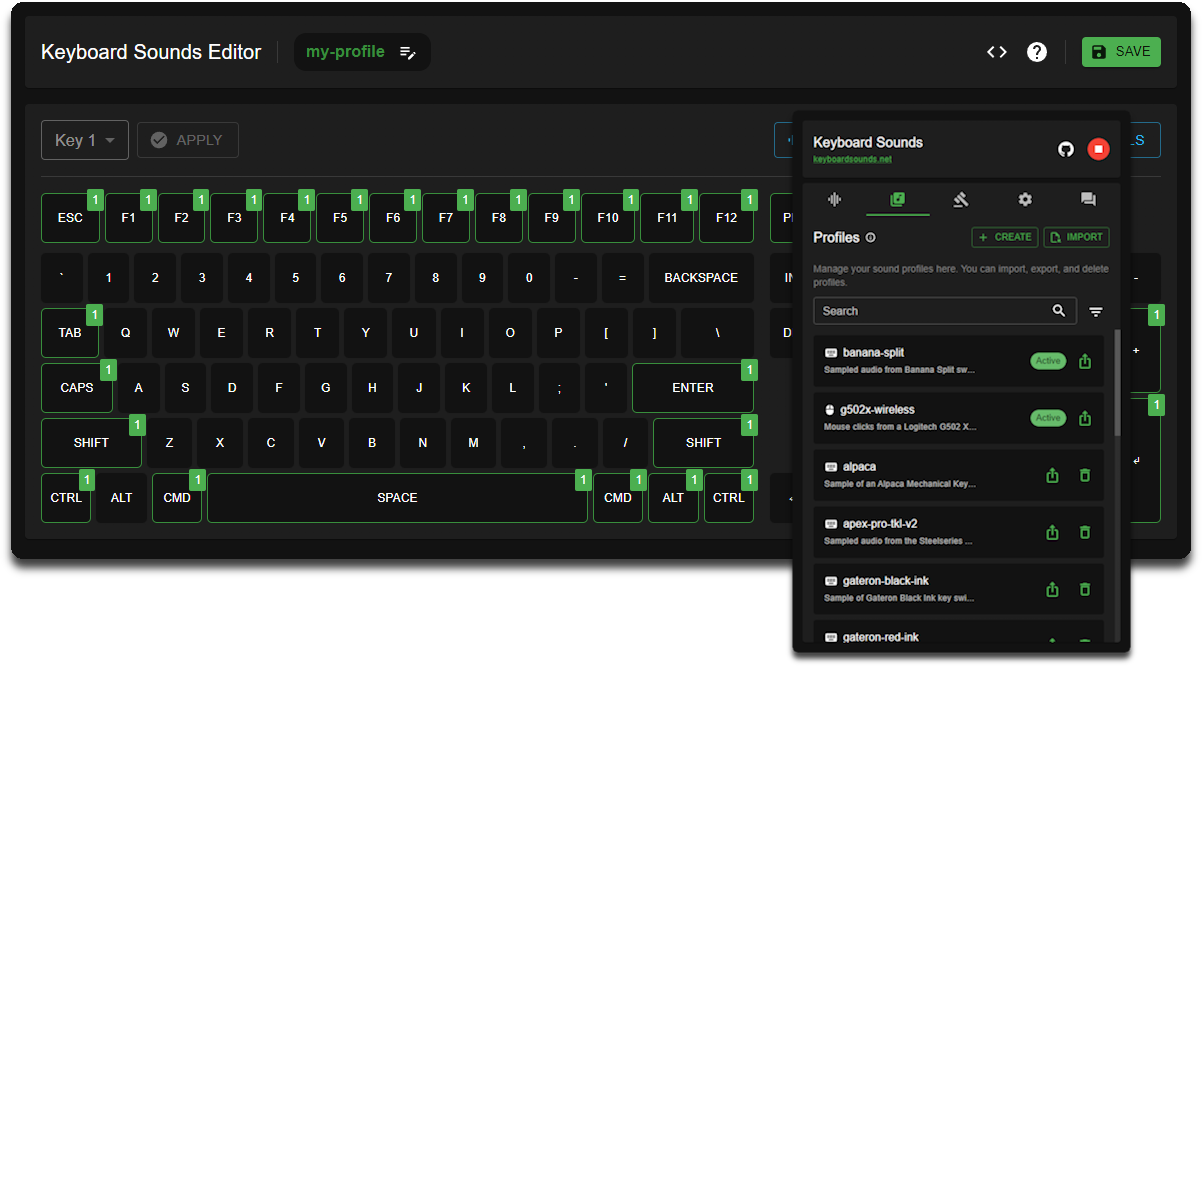 Keyboard Sounds Editor
my-profile
SAVE
Key 1
APPLY
LS
ESC 1 F1 1 F2 1 F3 1 F4 1 F5 1 F6 1 F7 1 F8 1 F9 1 F10 1 F11 1 F12 1
` 1 2 3 4 5 6 7 8 9 0 - = BACKSPACE IN -
TAB 1 Q W E R T Y U I O P [ ] \ D + 1
CAPS 1 A S D F G H J K L ; ' ENTER 1
SHIFT 1 Z X C V B N M , . / SHIFT 1 ↵ 1
CTRL 1 ALT CMD 1 SPACE 1 CMD 1 ALT 1 CTRL 1
Keyboard Sounds
keyboardsounds.net
Profiles
CREATE
IMPORT
Manage your sound profiles here. You can import, export, and delete
profiles.
Search
banana-split
Sampled audio from Banana Split sw...
Active
g502x-wireless
Mouse clicks from a Logitech G502 X...
Active
alpaca
Sample of an Alpaca Mechanical Key...
apex-pro-tkl-v2
Sampled audio from the Steelseries ...
gateron-black-ink
Sample of Gateron Black Ink key swi...
gateron-red-ink